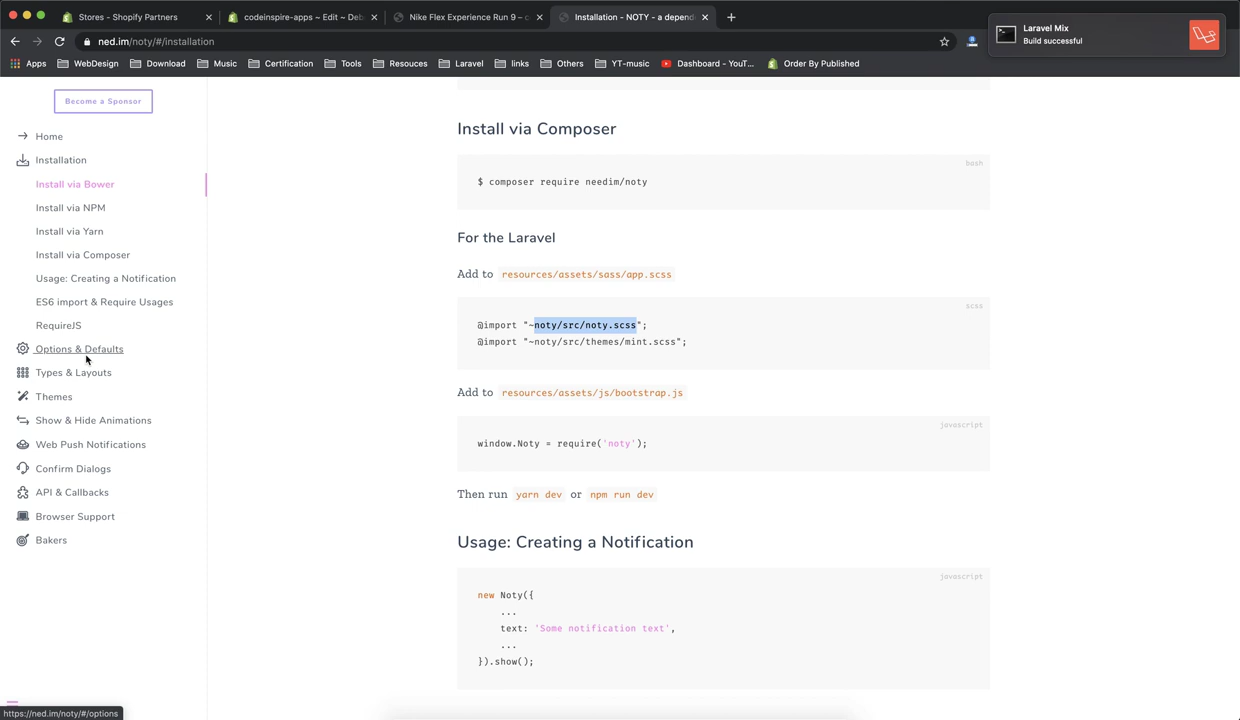 Stores - Shopify Partners
codeinspire-apps ~ Edit ~ Deb
Nike Flex Experience Run 9 – c
Installation - NOTY - a depend
ned.im/noty/#/installation
Laravel Mix
Build successful
Apps
WebDesign
Download
Music
Certification
Tools
Resouces
Laravel
links
Others
YT-music
Dashboard - YouT...
Order By Published
Become a Sponsor
Home
Installation
Install via Bower
Install via NPM
Install via Yarn
Install via Composer
Usage: Creating a Notification
ES6 import & Require Usages
RequireJS
Options & Defaults
Types & Layouts
Themes
Show & Hide Animations
Web Push Notifications
Confirm Dialogs
API & Callbacks
Browser Support
Bakers
https://ned.im/noty/#/options
Install via Composer
bash
$ composer require needim/noty
For the Laravel
Add to resources/assets/sass/app.scss
scss
@import "~noty/src/noty.scss";
@import "~noty/src/themes/mint.scss";
Add to resources/assets/js/bootstrap.js
javascript
window.Noty = require('noty');
Then run yarn dev or npm run dev
Usage: Creating a Notification
javascript
new Noty({
...
text: 'Some notification text',
...
}).show();